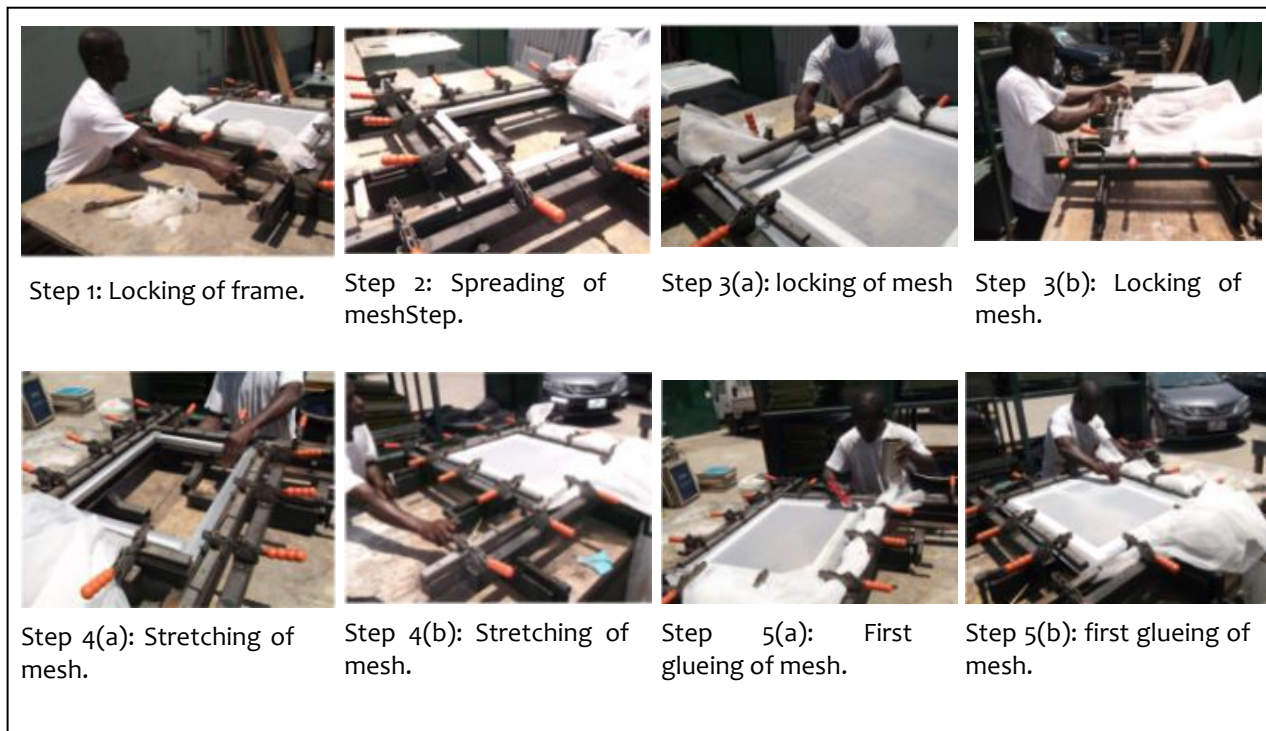 Step 1: Locking of frame.
Step 2: Spreading of
meshStep.
Step 3(a): locking of mesh
Step 3(b): Locking of
mesh.
Step 4(a): Stretching of
mesh.
Step 4(b): Stretching of
mesh.
Step 5(a): First
glueing of mesh.
Step 5(b): first glueing of
mesh.